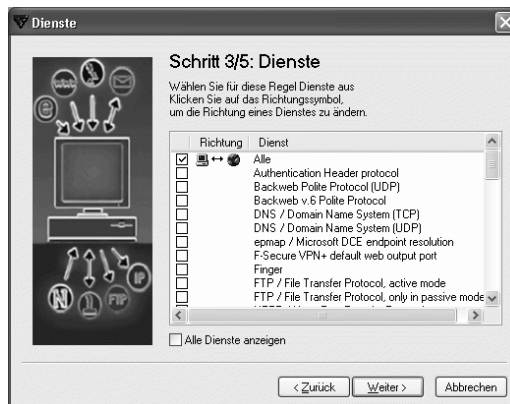 Dienste
Schritt 3/5: Dienste
Wählen Sie für diese Regel Dienste aus
Klicken Sie auf das Richtungssymbol,
um die Richtung eines Dienstes zu ändern.
Richtung Dienst
Alle
Authentication Header protocol
Backweb Polite Protocol (UDP)
Backweb v.6 Polite Protocol
DNS / Domain Name System (TCP)
DNS / Domain Name System (UDP)
epmap / Microsoft DCE endpoint resolution
F-Secure VPN+ default web output port
Finger
FTP / File Transfer Protocol, active mode
FTP / File Transfer Protocol, only in passive mode
Alle Dienste anzeigen
< Zurück Weiter > Abbrechen
www
e
IP
N
FTP